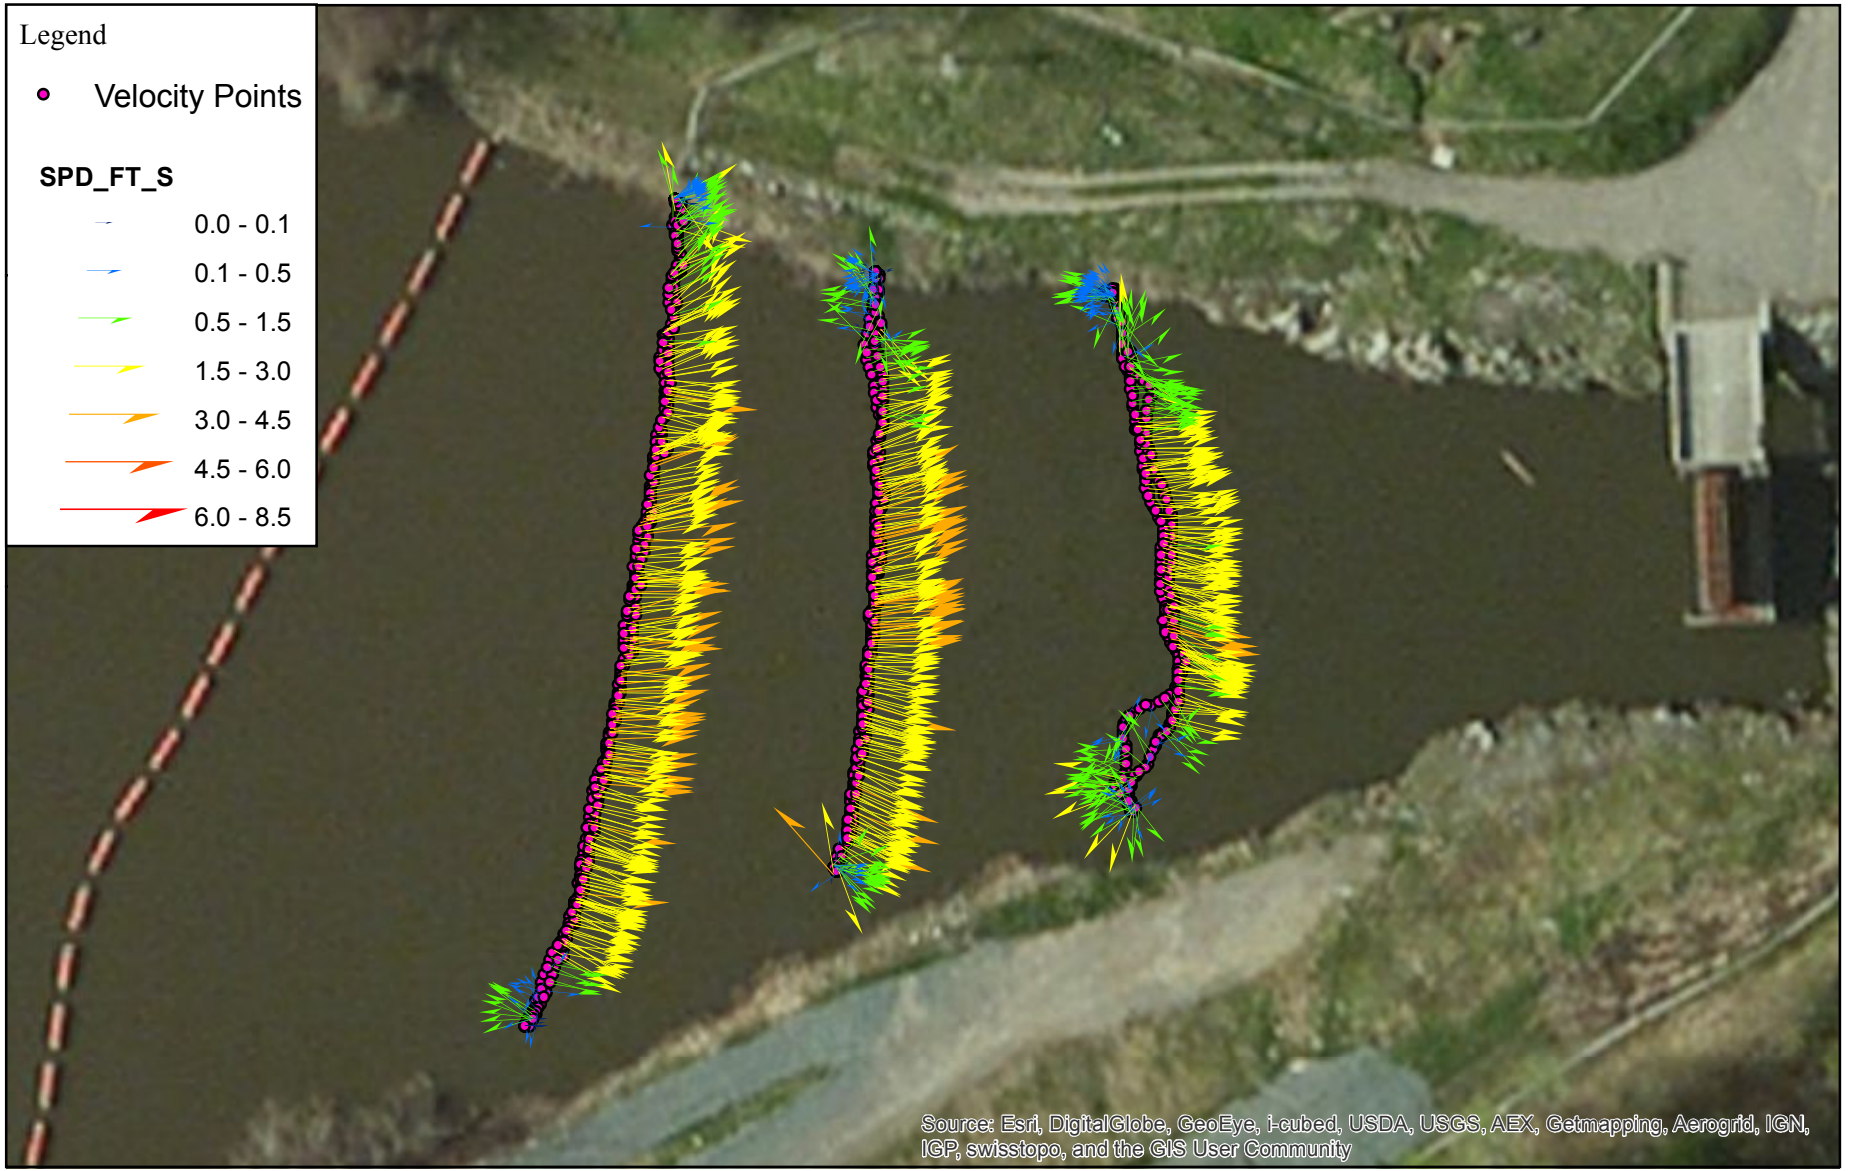 Legend
Velocity Points
SPD_FT_S
0.0 - 0.1
0.1 - 0.5
0.5 - 1.5
1.5 - 3.0
3.0 - 4.5
4.5 - 6.0
6.0 - 8.5
Source: Esri, DigitalGlobe, GeoEye, i-cubed, USDA, USGS, AEX, Getmapping, Aerogrid, IGN,
IGP, swisstopo, and the GIS User Community